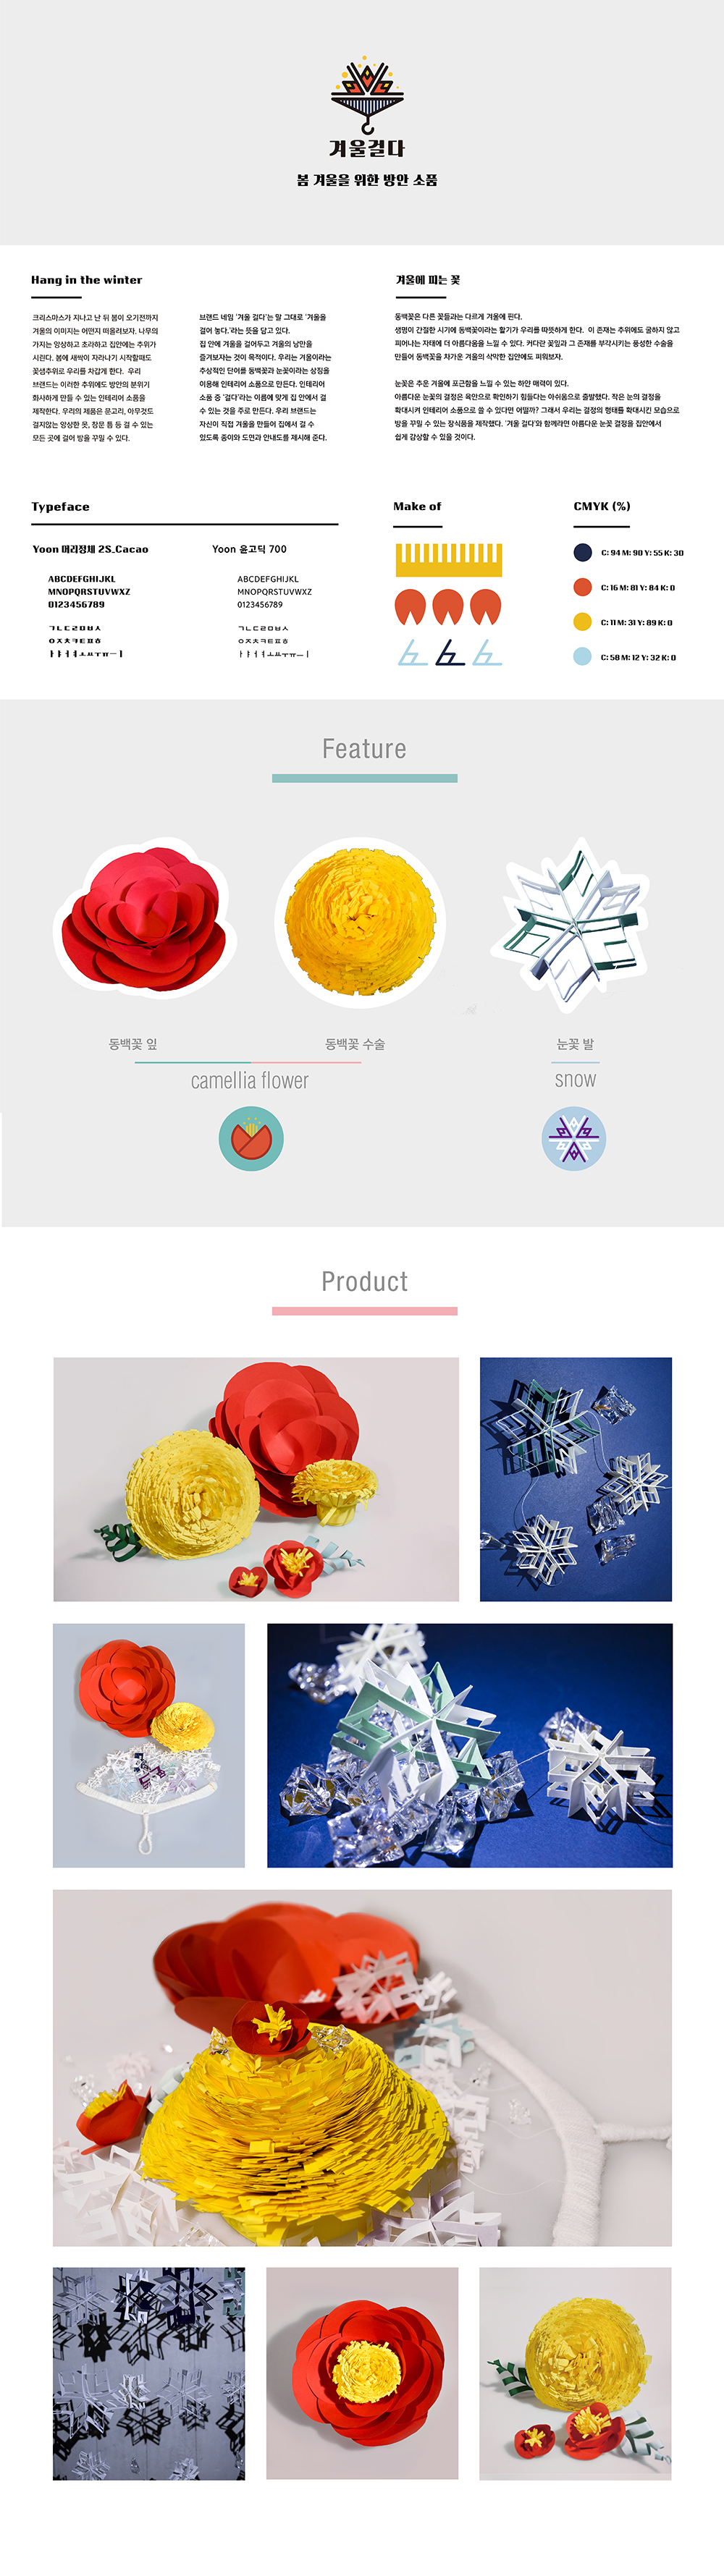 겨울걸다
봄 겨울을 위한 방안 소품
Hang in the winter
크리스마스가 지나고 난 뒤 봄이 오기전까지
겨울의 이미지는 어떤지 떠올려보자. 나무의
가지는 앙상하고 초라하고 집안에는 추위가
시린다. 봄에 새싹이 자라나기 시작할때도
꽃샘추위로 우리를 차갑게 한다. 우리
브랜드는 이러한 추위에도 방안의 분위기
화사하게 만들 수 있는 인테리어 소품을
제작한다. 우리의 제품은 문고리, 아무것도
걸지않는 앙상한 못, 창문 틈 등 걸 수 있는
모든 곳에 걸어 방을 꾸밀 수 있다.
브랜드 네임 '겨울 걸다'는 말 그대로 '겨울을
걸어 놓다.'라는 뜻을 담고 있다.
집 안에 겨울을 걸어두고 겨울의 낭만을
즐겨보자는 것이 목적이다. 우리는 겨울이라는
추상적인 단어를 동백꽃과 눈꽃이라는 상징을
이용해 인테리어 소품으로 만든다. 인테리어
소품 중 '걸다'라는 이름에 맞게 집 안에서 걸
수 있는 것을 주로 만든다. 우리 브랜드는
자신이 직접 겨울을 만들어 집에서 걸 수
있도록 종이와 도면과 안내도를 제시해 준다.
겨울에 피는 꽃
동백꽃은 다른 꽃들과는 다르게 겨울에 핀다.
생명이 간절한 시기에 동백꽃이라는 활기가 우리를 따뜻하게 한다. 이 존재는 추위에도 굴하지 않고
피어나는 자태에 더 아름다움을 느낄 수 있다. 커다란 꽃잎과 그 존재를 부각시키는 풍성한 수술을
만들어 동백꽃을 차가운 겨울의 삭막한 집안에도 피워보자.
눈꽃은 추운 겨울에 포근함을 느낄 수 있는 하얀 매력이 있다.
아름다운 눈꽃의 결정은 육안으로 확인하기 힘들다는 아쉬움으로 출발했다. 작은 눈의 결정을
확대시켜 인테리어 소품으로 쓸 수 있다면 어떨까? 그래서 우리는 결정의 형태를 확대시킨 모습으로
방을 꾸밀 수 있는 장식품을 제작했다. '겨울 걸다'와 함께라면 아름다운 눈꽃 결정을 집안에서
쉽게 감상할 수 있을 것이다.
Typeface
Yoon 머리정체 2S_Cacao
ABCDEFGHIJKL
MNOPQRSTUVWXZ
0123456789
ㄱㄴㄷㄹㅁㅂㅅ
ㅇㅈㅊㅋㅌㅍㅎ
ㅏㅑㅓㅕㅗㅛㅜㅠㅡㅣ
Yoon 윤고딕 700
ABCDEFGHIJKL
MNOPQRSTUVWXZ
0123456789
ㄱㄴㄷㄹㅁㅂㅅ
ㅇㅈㅊㅋㅌㅍㅎ
ㅏㅑㅓㅕㅗㅛㅜㅠㅡㅣ
Make of
CMYK (%)
C: 94 M: 90 Y: 55 K: 30
C: 16 M: 81 Y: 84 K: 0
C: 11 M: 31 Y: 89 K: 0
C: 58 M: 12 Y: 32 K: 0
Feature
동백꽃 잎
동백꽃 수술
눈꽃 발
camellia flower
snow
Product